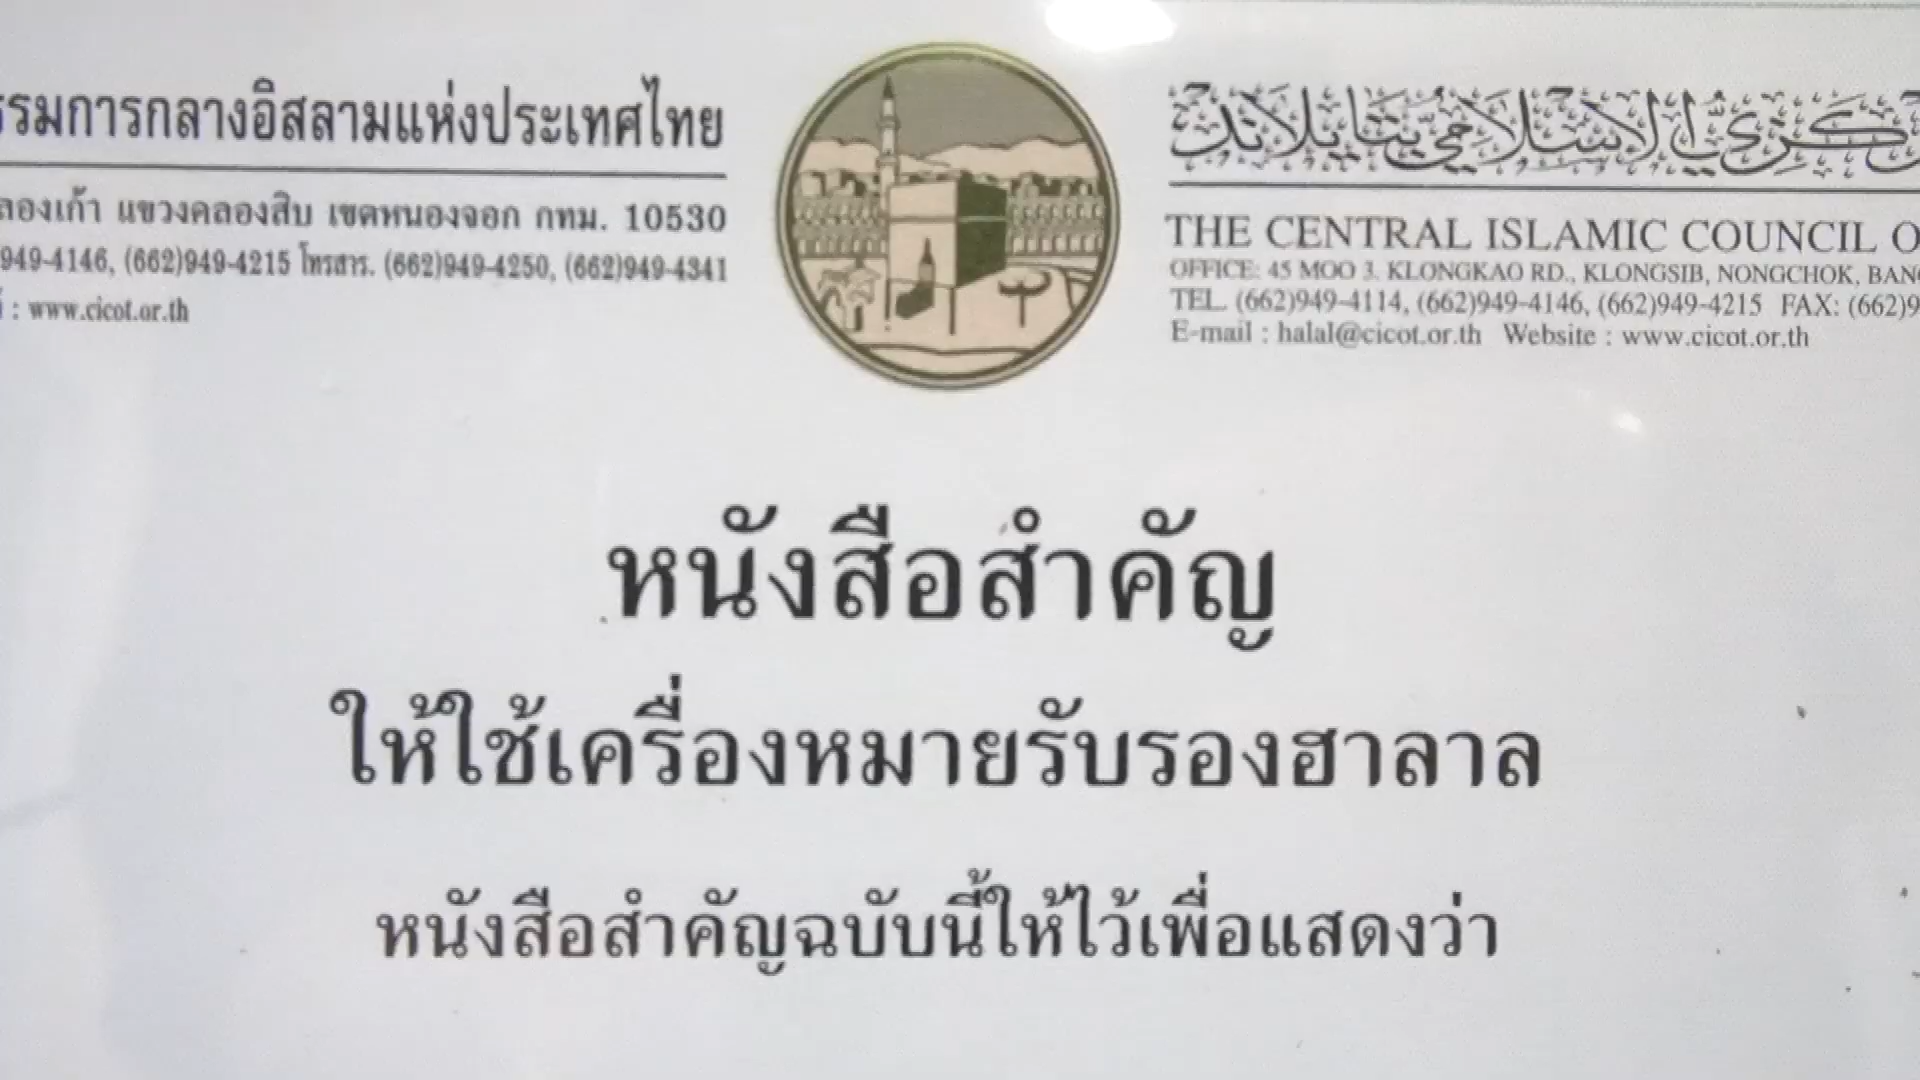 รรมการกลางอิสลามแห่งประเทศไทย
ลองเก้า แขวงคลองสิบ เขตหนองจอก กทม. 10530
949-4146, (662)949-4215 โทรสาร. (662)949-4250, (662)949-4341
: www.cicot.or.th
الإسلامي بتايلاند
THE CENTRAL ISLAMIC COUNCIL O
OFFICE: 45 MOO 3, KLONGKAO RD., KLONGSIB, NONGCHOK, BANG
TEL. (662)949-4114, (662)949-4146, (662)949-4215 FAX: (662)9
E-mail : halal@cicot.or.th Website : www.cicot.or.th
หนังสือสำคัญ
ให้ใช้เครื่องหมายรับรองฮาลาล
หนังสือสำคัญฉบับนี้ให้ไว้เพื่อแสดงว่า